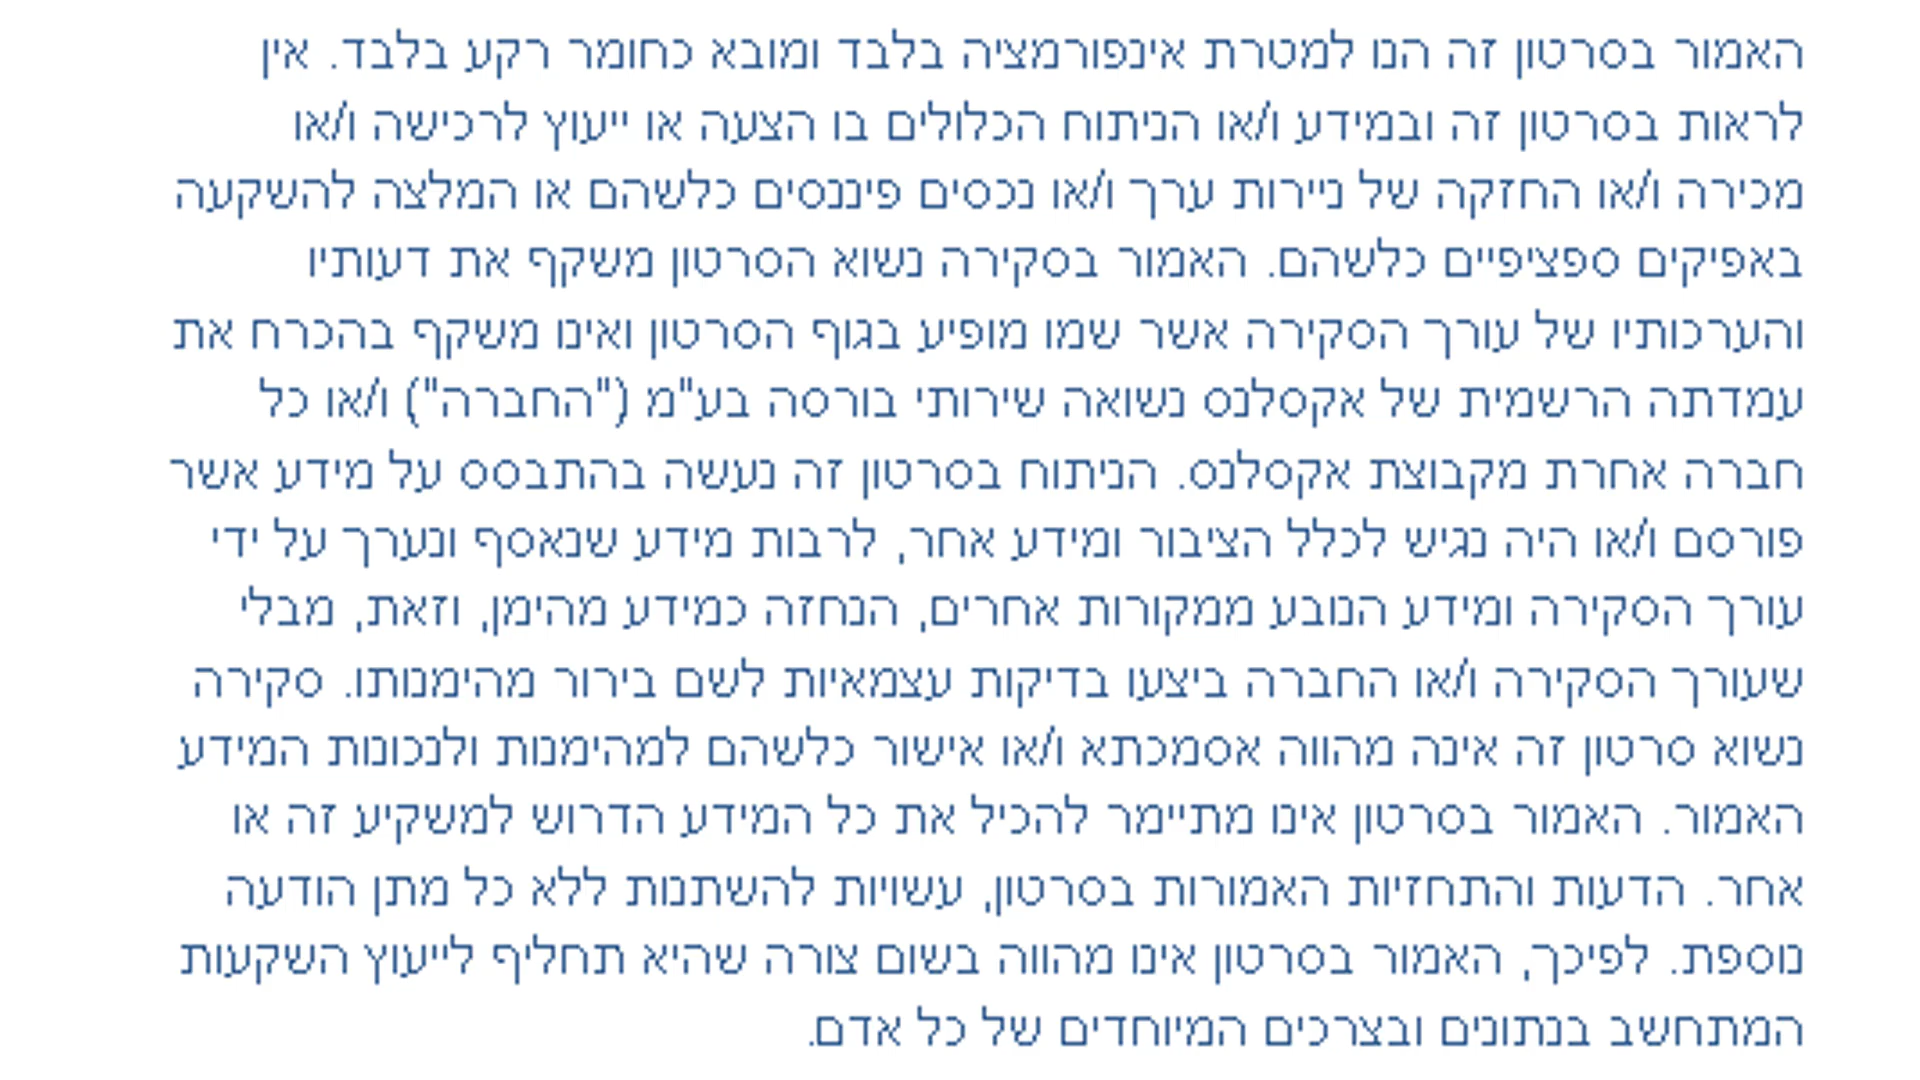 האמור בסרטון זה הנו למטרת אינפורמציה בלבד ומובא כחומר רקע בלבד. אין
לראות בסרטון זה ובמידע ו/או הניתוח הכלולים בו הצעה או ייעוץ לרכישה ו/או
מכירה ו/או החזקה של ניירות ערך ו/או נכסים פיננסים כלשהם או המלצה להשקעה
באפיקים ספציפיים כלשהם. האמור בסקירה נשוא הסרטון משקף את דעותיו
והערכותיו של עורך הסקירה אשר שמו מופיע בגוף הסרטון ואינו משקף בהכרח את
עמדתה הרשמית של אקסלנס נשואה שירותי בורסה בע"מ ("החברה") ו/או כל
חברה אחרת מקבוצת אקסלנס. הניתוח בסרטון זה נעשה בהתבסס על מידע אשר
פורסם ו/או היה נגיש לכלל הציבור ומידע אחר, לרבות מידע שנאסף ונערך על ידי
עורך הסקירה ומידע הנובע ממקורות אחרים, הנחזה כמידע מהימן, וזאת, מבלי
שעורך הסקירה ו/או החברה ביצעו בדיקות עצמאיות לשם בירור מהימנותו. סקירה
נשוא סרטון זה אינה מהווה אסמכתא ו/או אישור כלשהם למהימנות ולנכונות המידע
האמור. האמור בסרטון אינו מתיימר להכיל את כל המידע הדרוש למשקיע זה או
אחר. הדעות והתחזיות האמורות בסרטון, עשויות להשתנות ללא כל מתן הודעה
נוספת. לפיכך, האמור בסרטון אינו מהווה בשום צורה שהיא תחליף לייעוץ השקעות
המתחשב בנתונים ובצרכים המיוחדים של כל אדם.